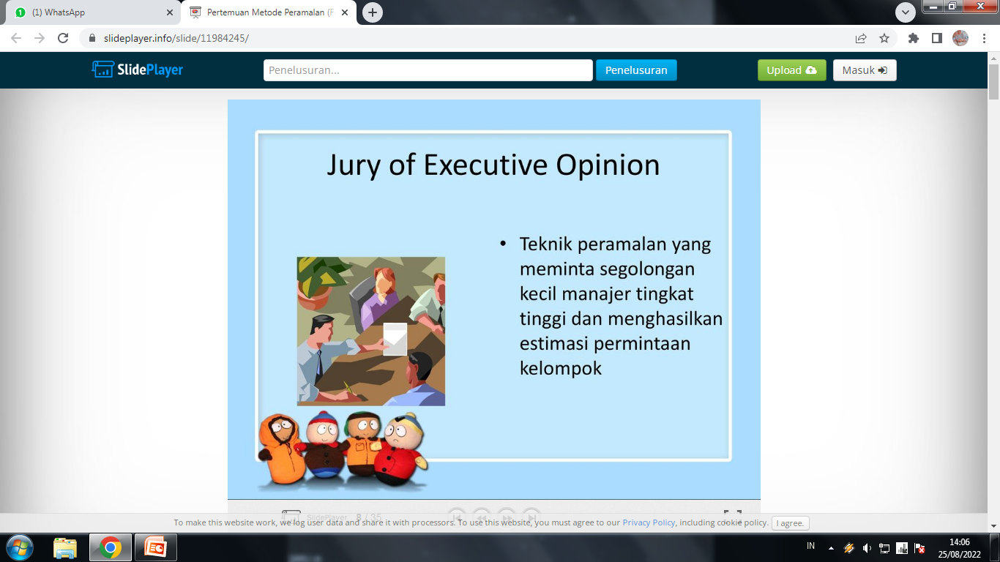 (1) WhatsApp
Pertemuan Metode Peramalan (F
slideplayer.info/slide/11984245/
SlidePlayer
Penelusuran...
Penelusuran
Upload
Masuk
Jury of Executive Opinion
• Teknik peramalan yang
meminta segolongan
kecil manajer tingkat
tinggi dan menghasilkan
estimasi permintaan
kelompok
SlidePlayer
8 / 35
To make this website work, we log user data and share it with processors. To use this website, you must agree to our Privacy Policy, including cookie policy.
I agree.
IN
14:06
25/08/2022